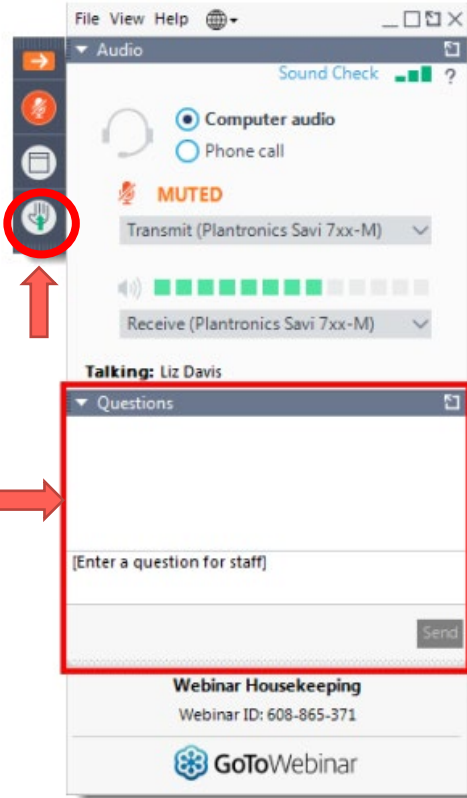 File View Help
Audio
Sound Check ?
Computer audio
Phone call
MUTED
Transmit (Plantronics Savi 7xx-M)
Receive (Plantronics Savi 7xx-M)
Talking: Liz Davis
Questions
[Enter a question for staff]
Send
Webinar Housekeeping
Webinar ID: 608-865-371
GoToWebinar